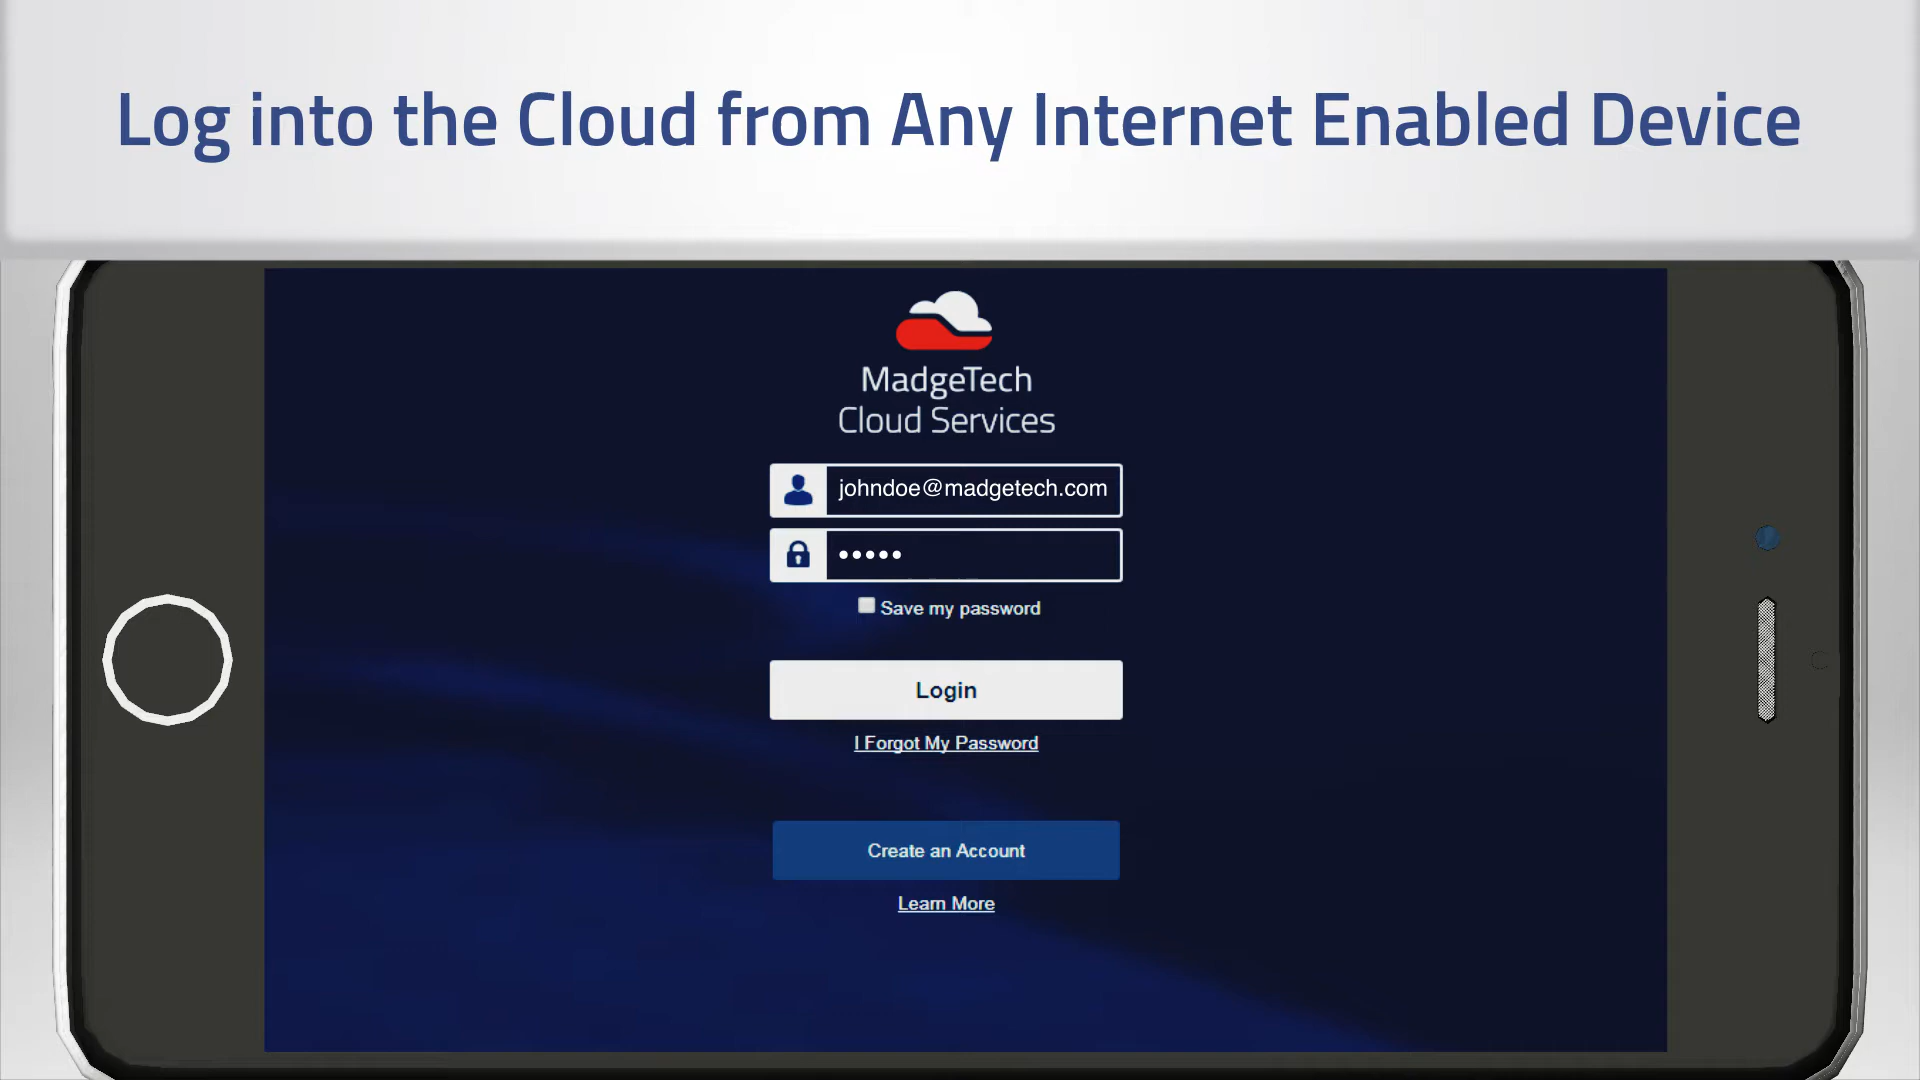 Log into the Cloud from Any Internet Enabled Device
MadgeTech
Cloud Services
johndoe@madgetech.com
•••••
Save my password
Login
I Forgot My Password
Create an Account
Learn More